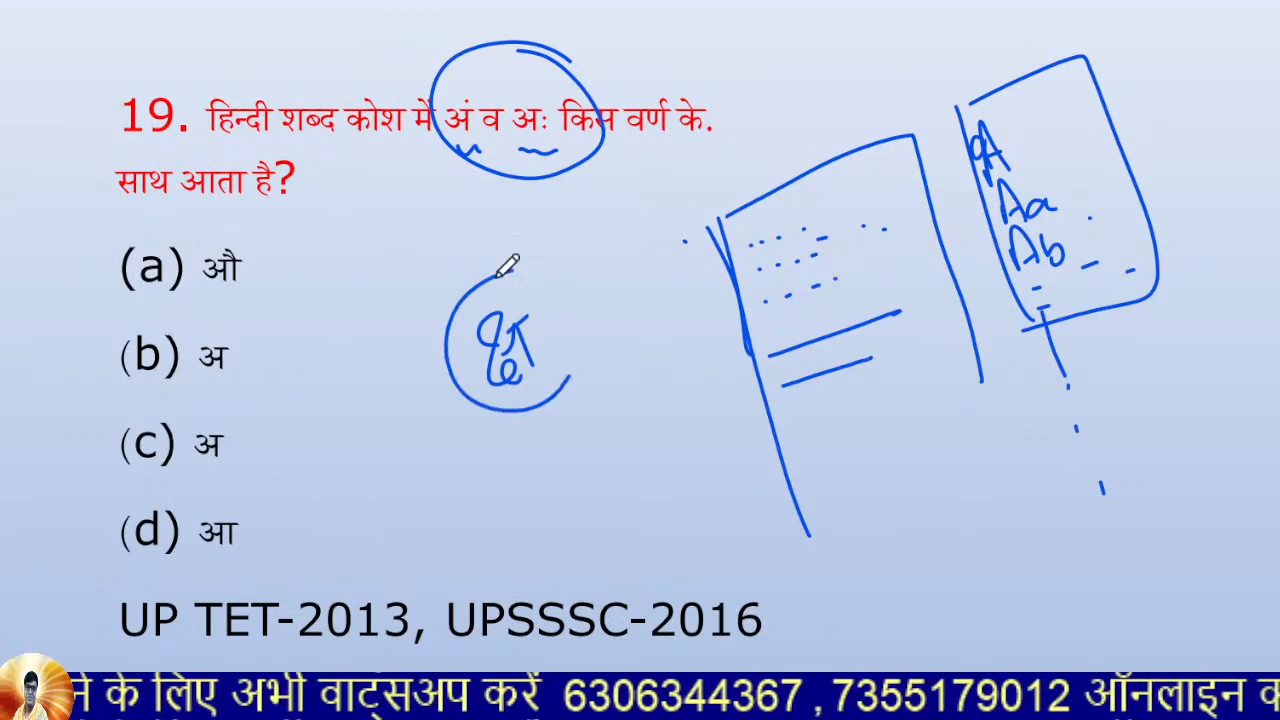 19. हिन्दी शब्द कोश में अं व अः किस वर्ण के.
साथ आता है?
(a) औ
(b) अ
(c) अ
(d) आ
A
Aa
Ab
UP TET-2013, UPSSSC-2016
ने के लिए अभी वाट्सअप करें 6306344367 ,7355179012 ऑनलाइन क